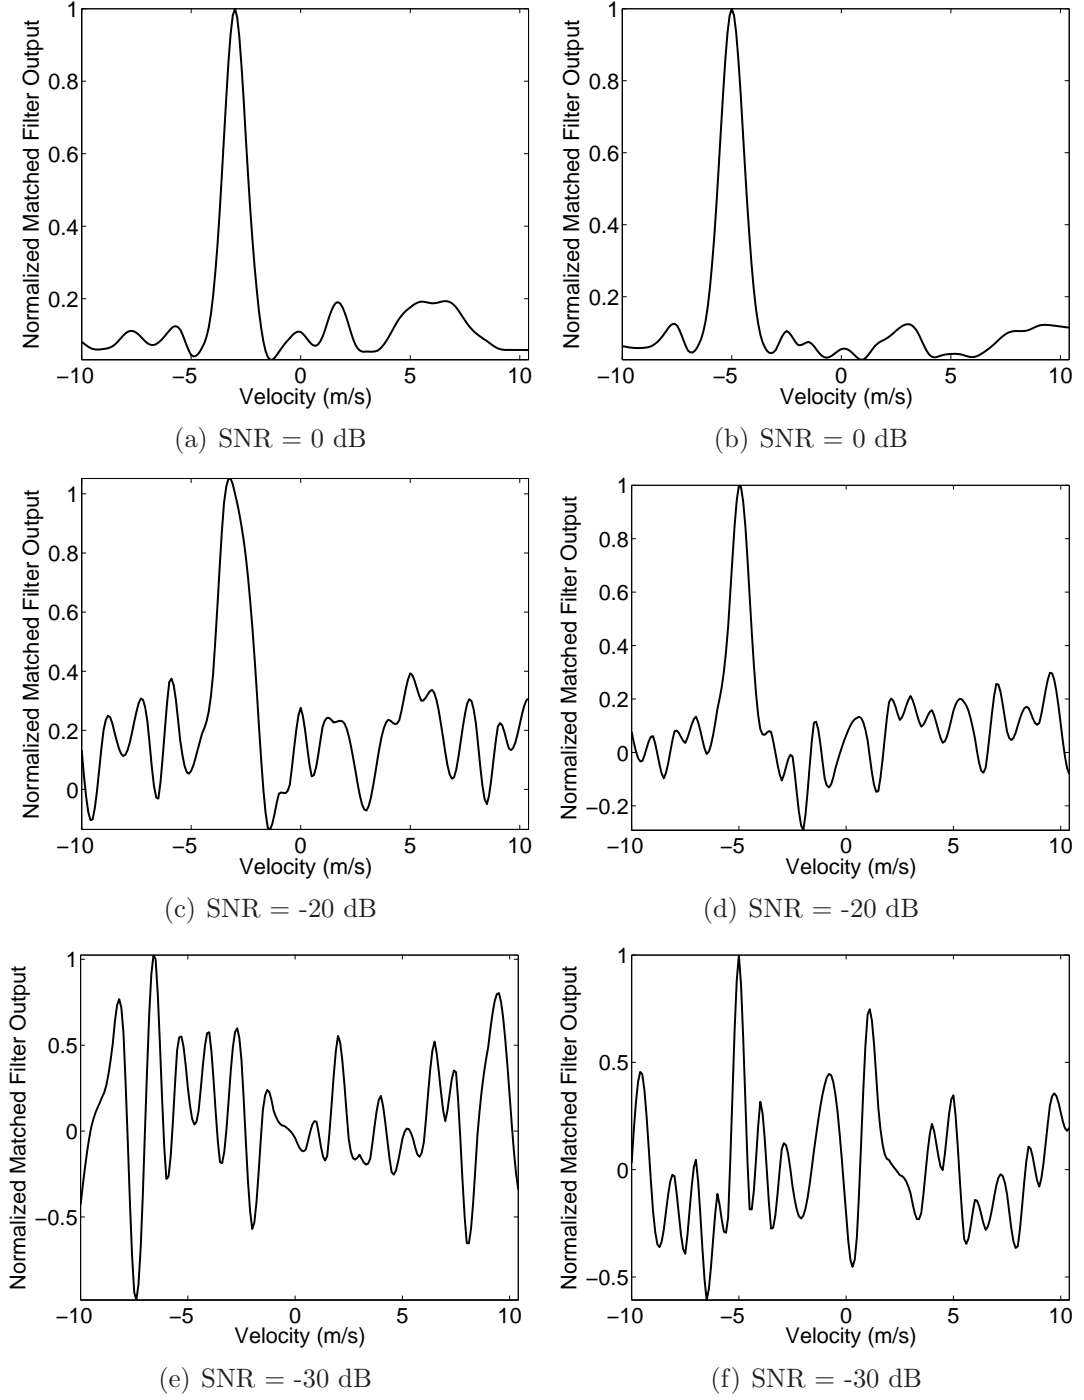 Normalized Matched Filter Output
1
0.8
0.6
0.4
0.2
−10 −5 0 5 10
Velocity (m/s)
(a) SNR = 0 dB
Normalized Matched Filter Output
1
0.8
0.6
0.4
0.2
−10 −5 0 5 10
Velocity (m/s)
(b) SNR = 0 dB
Normalized Matched Filter Output
1
0.8
0.6
0.4
0.2
0
−10 −5 0 5 10
Velocity (m/s)
(c) SNR = -20 dB
Normalized Matched Filter Output
1
0.8
0.6
0.4
0.2
0
−0.2
−10 −5 0 5 10
Velocity (m/s)
(d) SNR = -20 dB
Normalized Matched Filter Output
1
0.5
0
−0.5
−10 −5 0 5 10
Velocity (m/s)
(e) SNR = -30 dB
Normalized Matched Filter Output
1
0.5
0
−0.5
−10 −5 0 5 10
Velocity (m/s)
(f) SNR = -30 dB